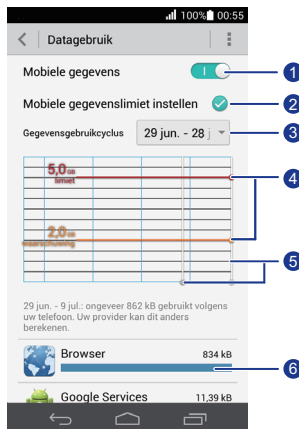 100% 00:55
Datagebruik
Mobiele gegevens
1
Mobiele gegevenslimiet instellen
2
Gegevensgebruikcyclus 29 jun. - 28 j
3
5,0 GB
limiet
4
2,0 GB
waarschuwing
5
29 jun. - 9 jul.: ongeveer 862 kB gebruikt volgens
uw telefoon. Uw provider kan dit anders
berekenen.
Browser 834 kB
6
Google Services 11,39 kB